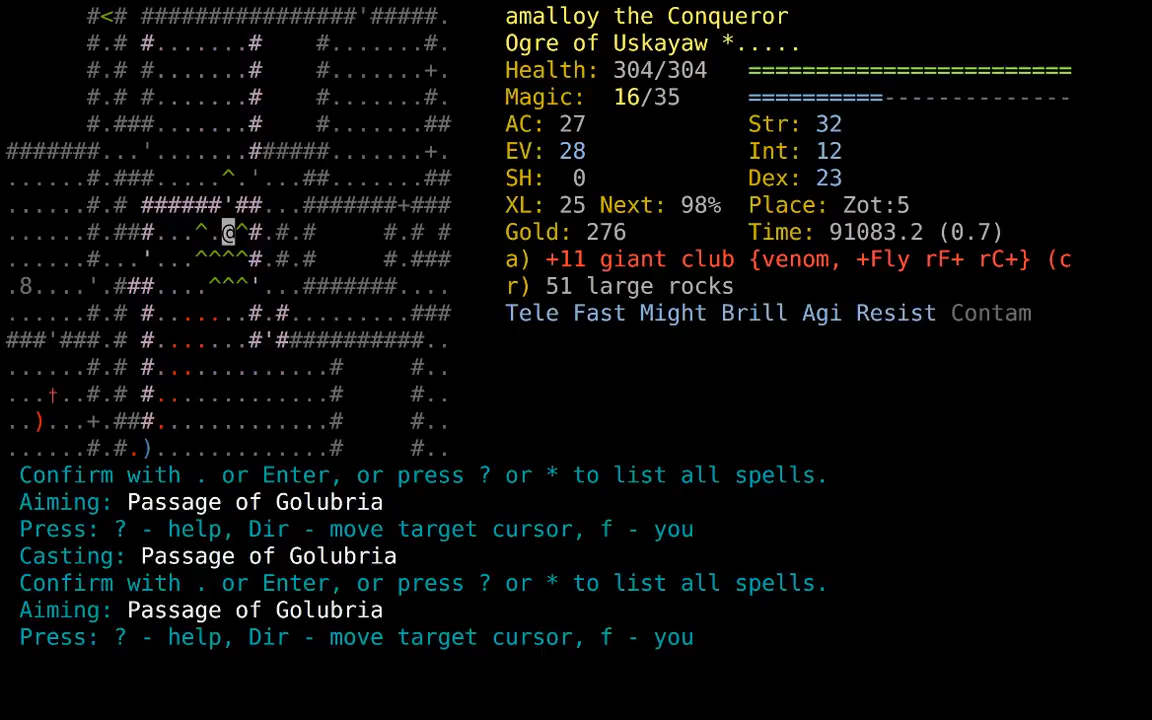 amalloy the Conqueror
Ogre of Uskayaw *.....
Health: 304/304
Magic: 16/35
AC: 27 Str: 32
EV: 28 Int: 12
SH: 0 Dex: 23
XL: 25 Next: 98% Place: Zot:5
Gold: 276 Time: 91083.2 (0.7)
a) +11 giant club {venom, +Fly rF+ rC+} (c
r) 51 large rocks
Tele Fast Might Brill Agi Resist Contam
Confirm with . or Enter, or press ? or * to list all spells.
Aiming: Passage of Golubria
Press: ? - help, Dir - move target cursor, f - you
Casting: Passage of Golubria
Confirm with . or Enter, or press ? or * to list all spells.
Aiming: Passage of Golubria
Press: ? - help, Dir - move target cursor, f - you